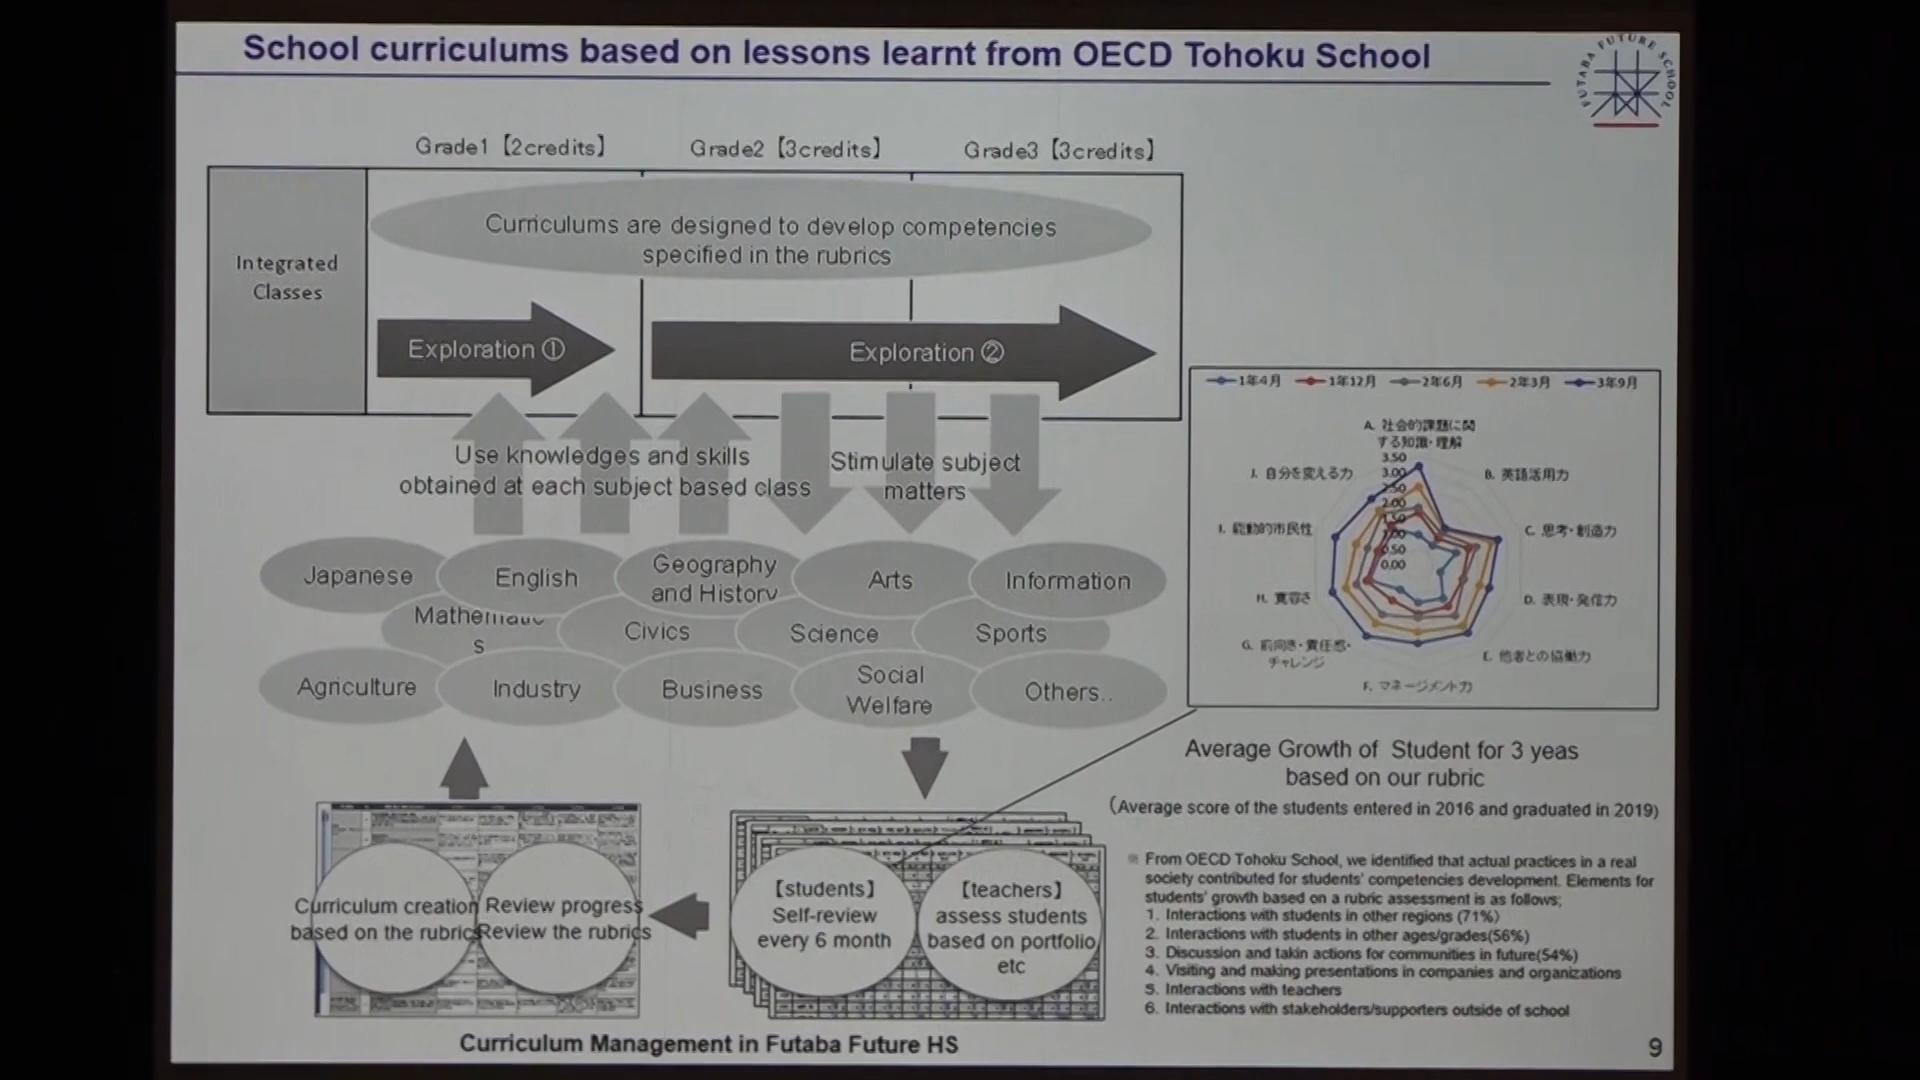 School curriculums based on lessons learnt from OECD Tohoku School
FUTABA FUTURE SCHOOL
Grade1【2credits】
Grade2【3credits】
Grade3【3credits】
Integrated
Classes
Curriculums are designed to develop competencies
specified in the rubrics
Exploration ①
Exploration ②
Use knowledges and skills
obtained at each subject based class
Stimulate subject
matters
Japanese
English
Geography
and History
Arts
Information
Mathematic
s
Civics
Science
Sports
Agriculture
Industry
Business
Social
Welfare
Others..
1年4月
1年12月
2年6月
2年3月
3年9月
A. 社会的課題に関
する知識・理解
B. 英語活用力
C. 思考・創造力
D. 表現・発信力
E. 他者との協働力
F. マネージメント力
G. 前向き・責任感・
チャレンジ
H. 寛容さ
I. 能動的市民性
J. 自分を変える力
3.50
3.00
2.50
2.00
1.50
1.00
0.50
0.00
Average Growth of Student for 3 yeas
based on our rubric
(Average score of the students entered in 2016 and graduated in 2019)
※ From OECD Tohoku School, we identified that actual practices in a real
society contributed for students' competencies development. Elements for
students' growth based on a rubric assessment is as follows;
1. Interactions with students in other regions (71%)
2. Interactions with students in other ages/grades(56%)
3. Discussion and takin actions for communities in future(54%)
4. Visiting and making presentations in companies and organizations
5. Interactions with teachers
6. Interactions with stakeholders/supporters outside of school
Curriculum creation
based on the rubrics
Review progress
Review the rubrics
【students】
Self-review
every 6 month
【teachers】
assess students
based on portfolio
etc
Curriculum Management in Futaba Future HS
9